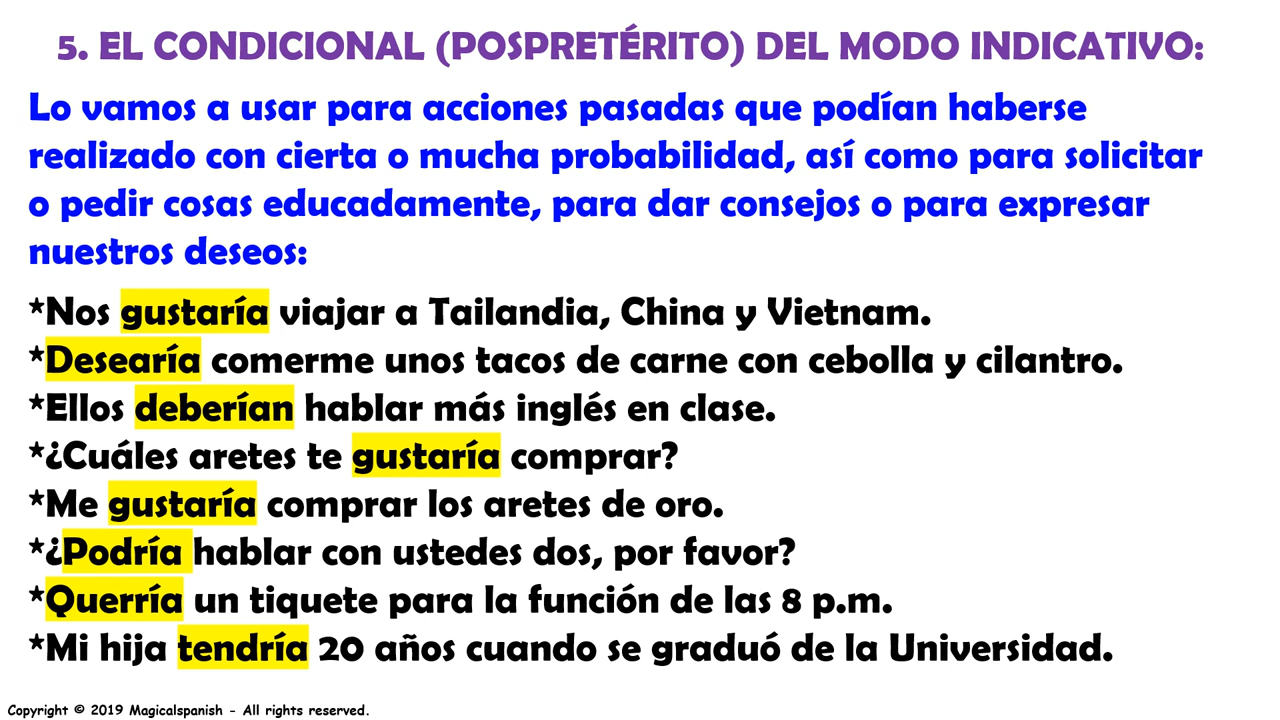 5. EL CONDICIONAL (POSPRETÉRITO) DEL MODO INDICATIVO:
Lo vamos a usar para acciones pasadas que podían haberse
realizado con cierta o mucha probabilidad, así como para solicitar
o pedir cosas educadamente, para dar consejos o para expresar
nuestros deseos:
*Nos gustaría viajar a Tailandia, China y Vietnam.
*Desearía comerme unos tacos de carne con cebolla y cilantro.
*Ellos deberían hablar más inglés en clase.
*¿Cuáles aretes te gustaría comprar?
*Me gustaría comprar los aretes de oro.
*¿Podría hablar con ustedes dos, por favor?
*Querría un tiquete para la función de las 8 p.m.
*Mi hija tendría 20 años cuando se graduó de la Universidad.
Copyright © 2019 Magicalspanish - All rights reserved.